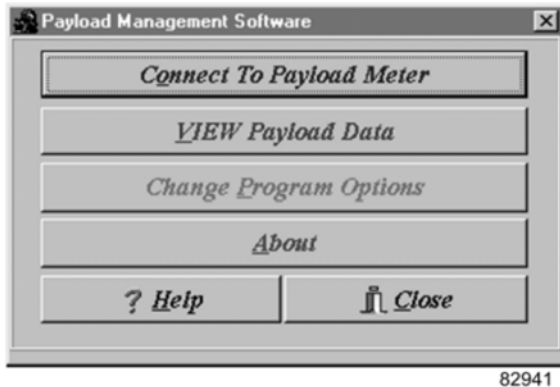 Payload Management Software
Connect To Payload Meter
VIEW Payload Data
Change Program Options
About
? Help
Close
82941